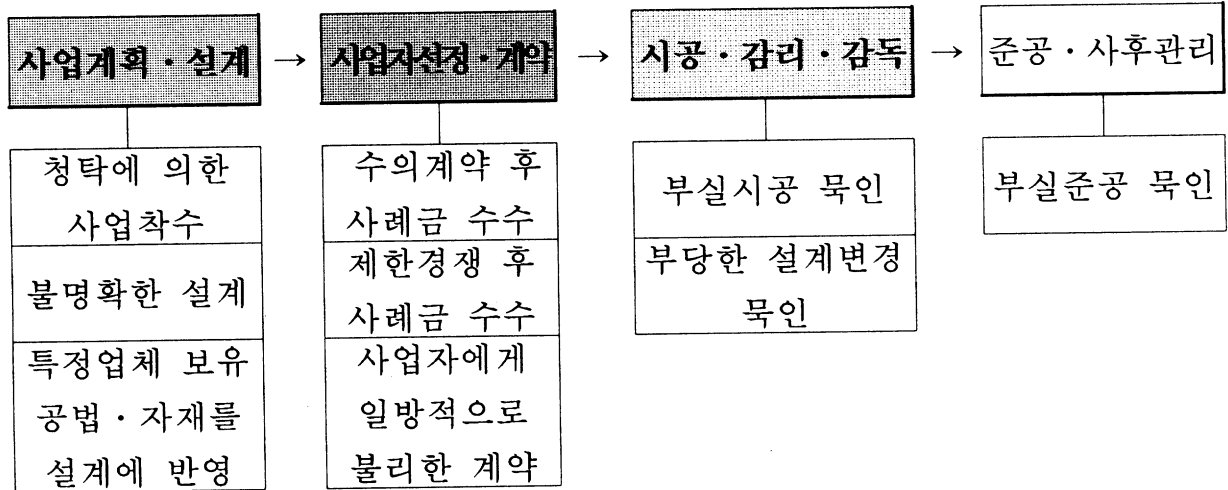 사업계획 · 설계 → 사업자선정 · 계약 → 시공 · 감리 · 감독 → 준공 · 사후관리
청탁에 의한
사업착수
불명확한 설계
특정업체 보유
공법 · 자재를
설계에 반영
수의계약 후
사례금 수수
제한경쟁 후
사례금 수수
사업자에게
일방적으로
불리한 계약
부실시공 묵인
부당한 설계변경
묵인
부실준공 묵인